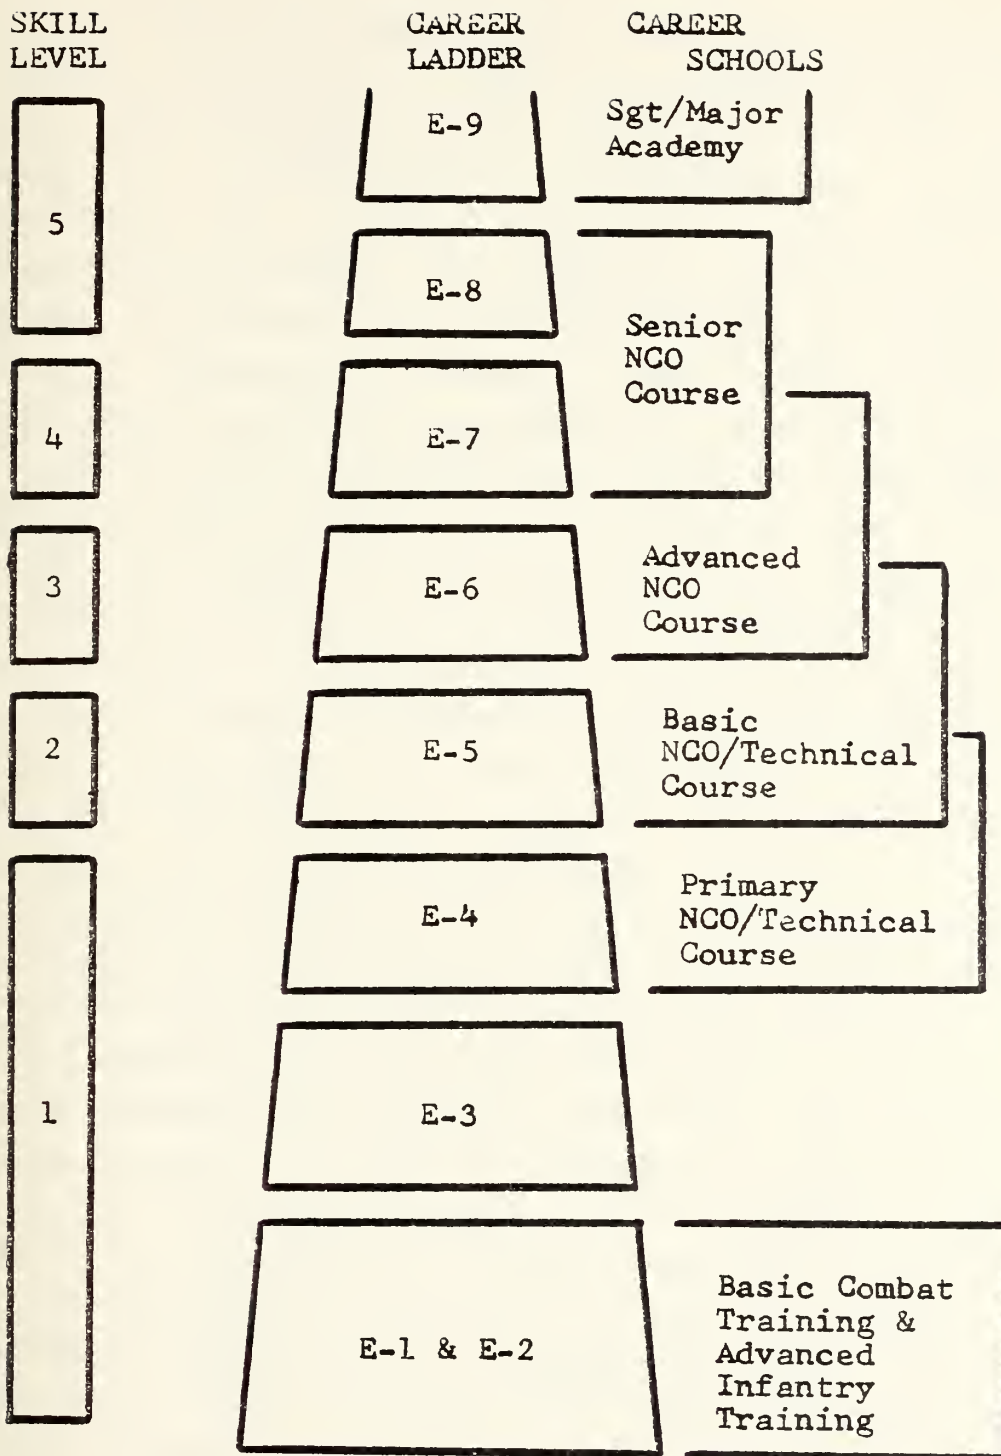 SKILL
LEVEL
CAREER
LADDER
CAREER
SCHOOLS
5
4
3
2
1
E-9
E-8
E-7
E-6
E-5
E-4
E-3
E-1 & E-2
Sgt/Major
Academy
Senior
NCO
Course
Advanced
NCO
Course
Basic
NCO/Technical
Course
Primary
NCO/Technical
Course
Basic Combat
Training &
Advanced
Infantry
Training